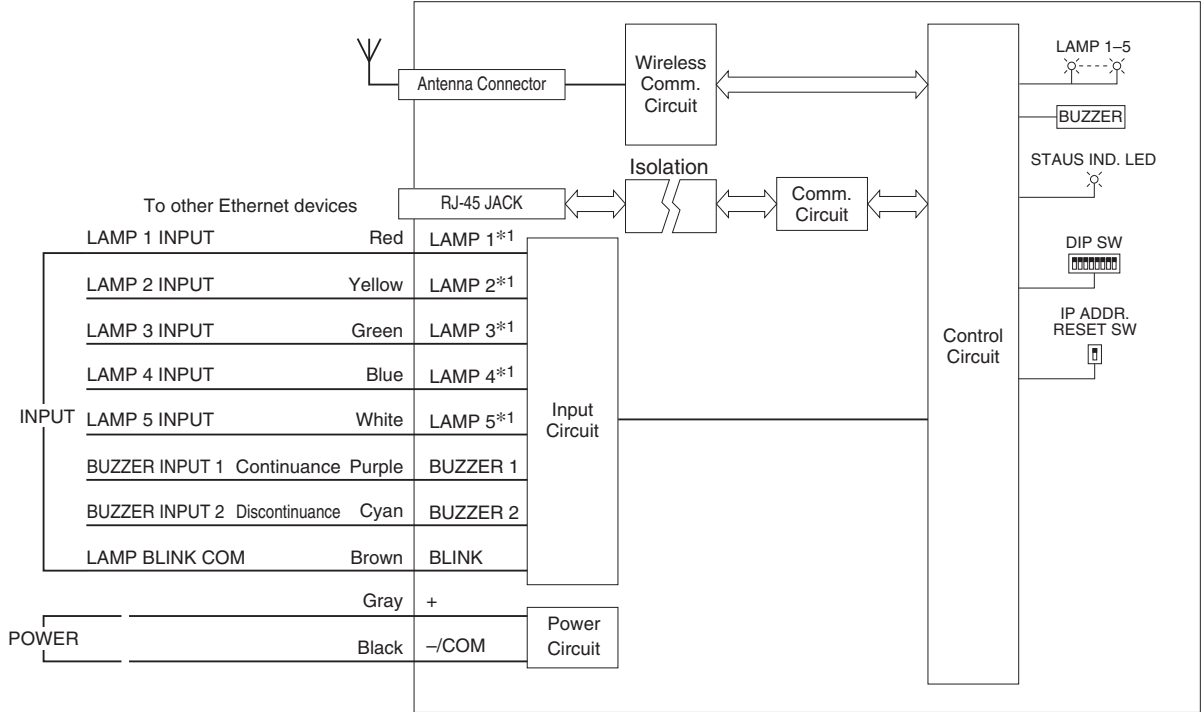 LAMP 1–5
Wireless
Comm.
Circuit
Antenna Connector
BUZZER
Isolation
STAUS IND. LED
Comm.
Circuit
RJ-45 JACK
To other Ethernet devices
LAMP 1 INPUT Red LAMP 1*1
DIP SW
LAMP 2 INPUT Yellow LAMP 2*1
LAMP 3 INPUT Green LAMP 3*1
IP ADDR.
RESET SW
Control
Circuit
LAMP 4 INPUT Blue LAMP 4*1
INPUT
LAMP 5 INPUT White LAMP 5*1
Input
Circuit
BUZZER INPUT 1 Continuance Purple BUZZER 1
BUZZER INPUT 2 Discontinuance Cyan BUZZER 2
LAMP BLINK COM Brown BLINK
Gray +
POWER
Power
Circuit
Black –/COM